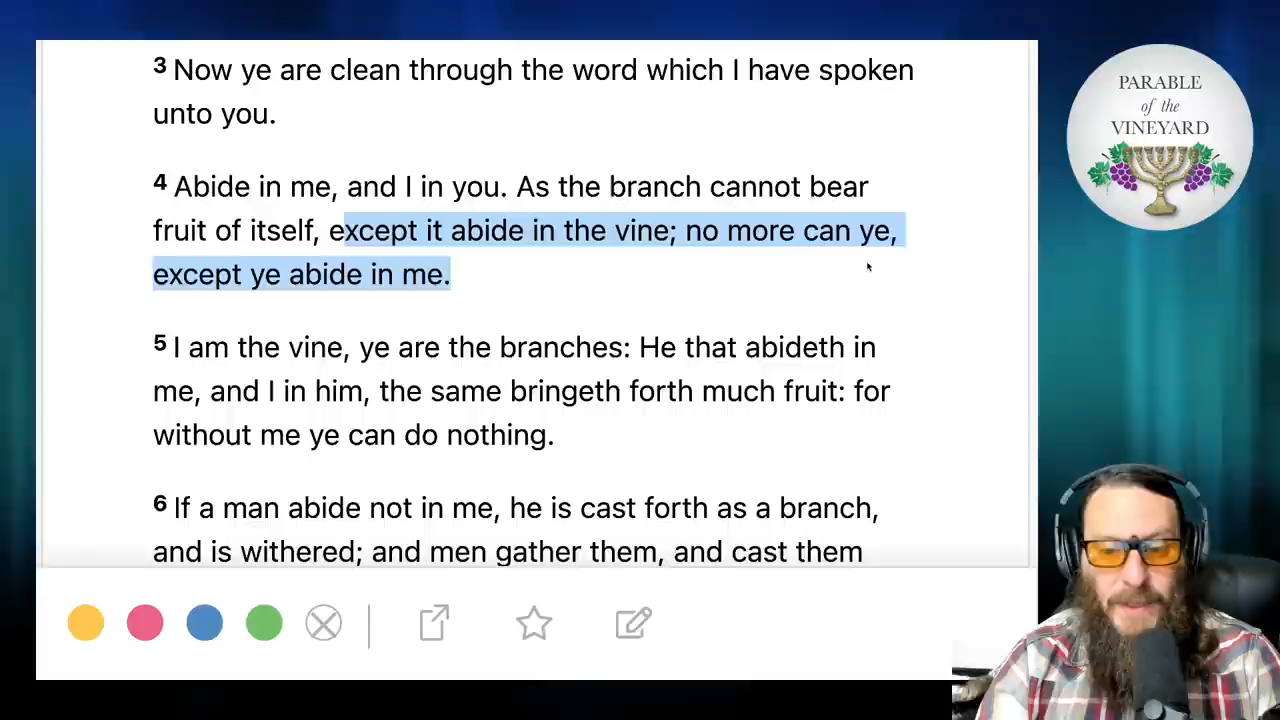 3 Now ye are clean through the word which I have spoken
unto you.
4 Abide in me, and I in you. As the branch cannot bear
fruit of itself, except it abide in the vine; no more can ye,
except ye abide in me.
5 I am the vine, ye are the branches: He that abideth in
me, and I in him, the same bringeth forth much fruit: for
without me ye can do nothing.
6 If a man abide not in me, he is cast forth as a branch,
and is withered; and men gather them, and cast them
PARABLE
of the
VINEYARD